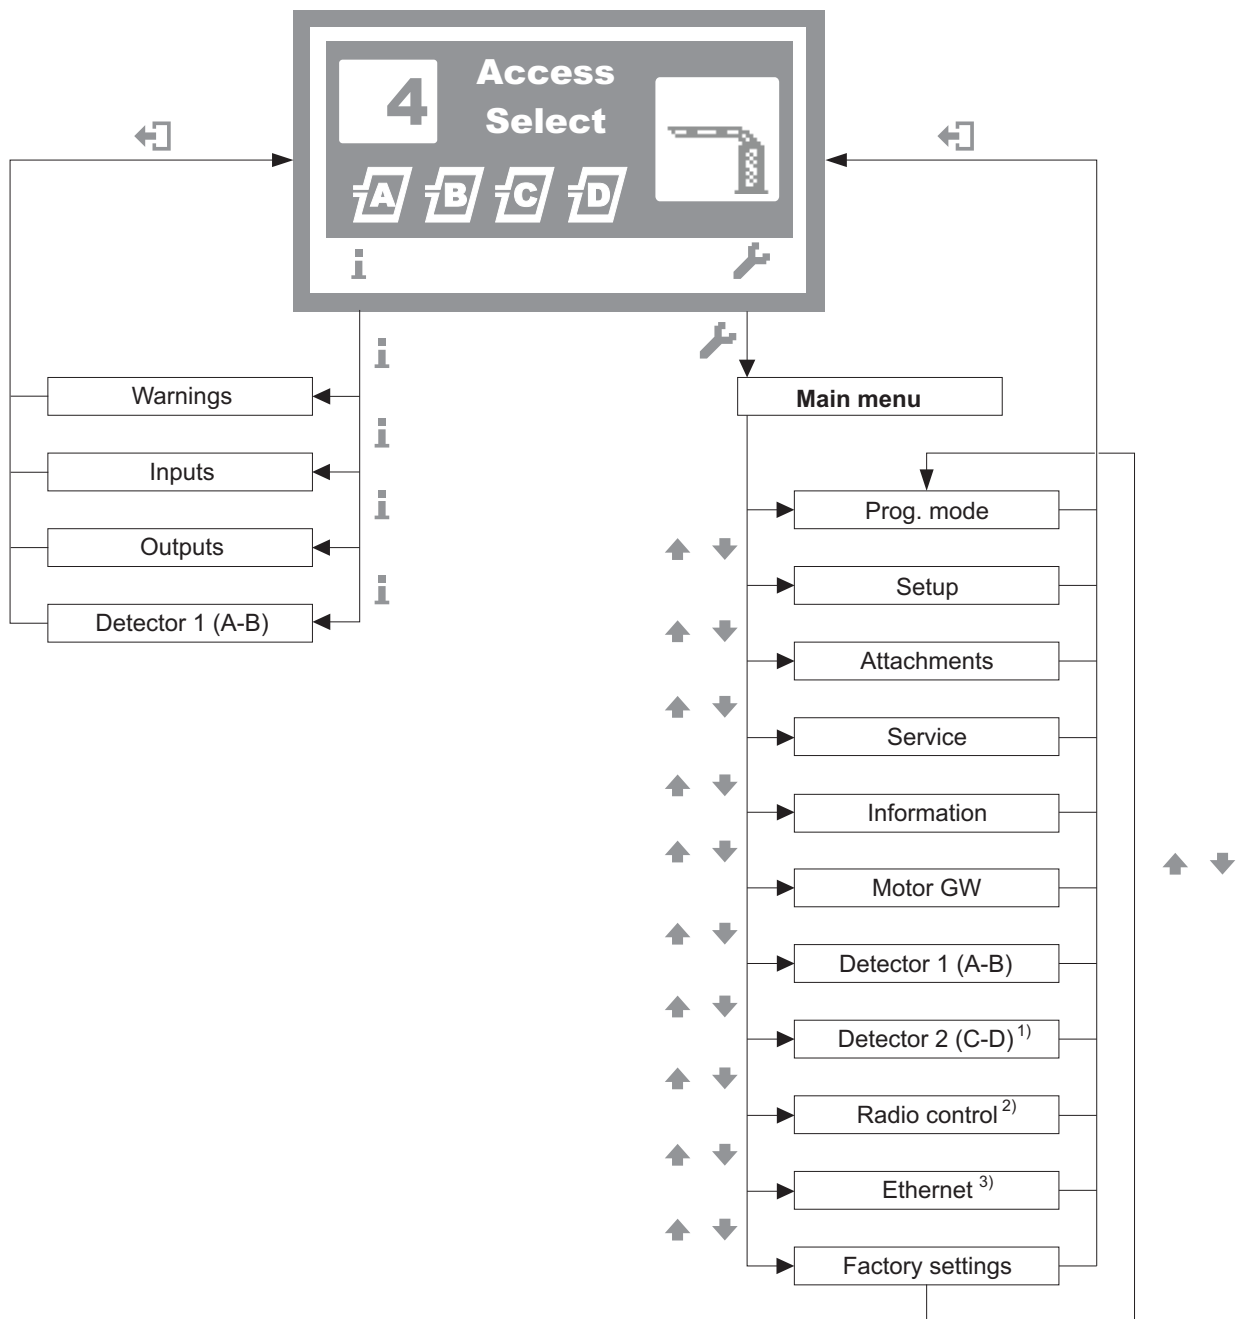 4
Access
Select
A B C D
i
i
Warnings
i
Inputs
i
Outputs
i
Detector 1 (A-B)
Main menu
Prog. mode
Setup
Attachments
Service
Information
Motor GW
Detector 1 (A-B)
Detector 2 (C-D) 1)
Radio control 2)
Ethernet 3)
Factory settings